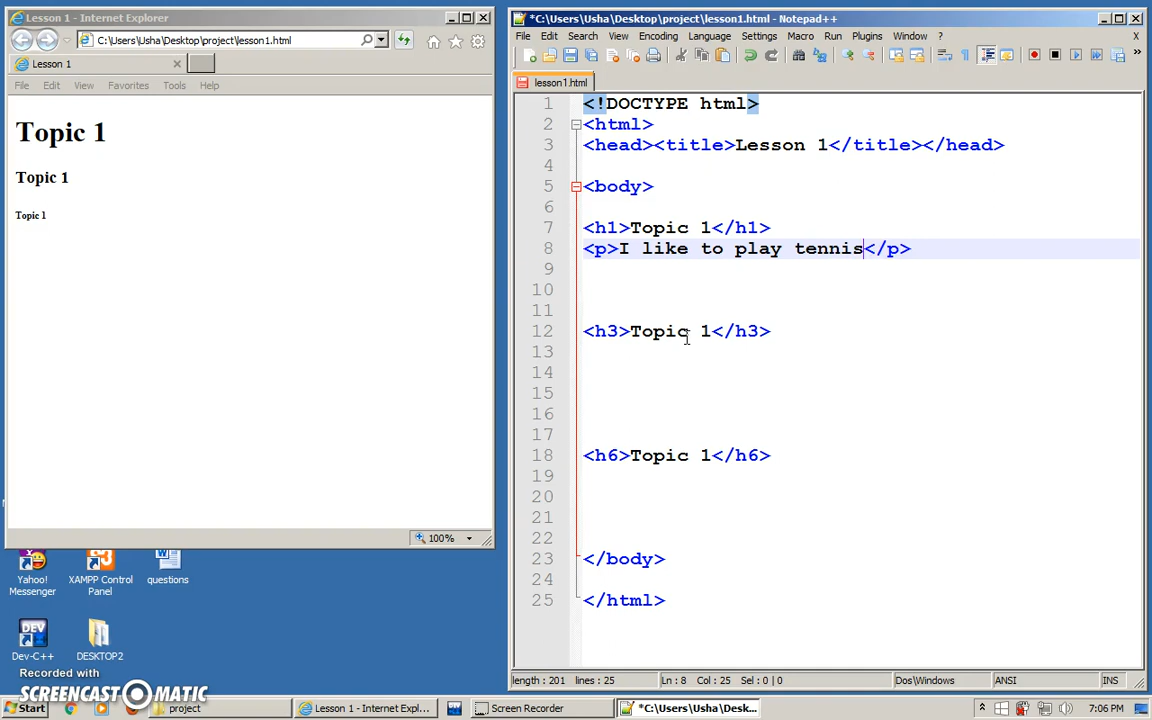 Lesson 1 - Internet Explorer
C:\Users\Usha\Desktop\project\lesson1.html
Lesson 1
File Edit View Favorites Tools Help
Topic 1
Topic 1
Topic 1
100%
Yahoo! Messenger
XAMPP Control Panel
questions
Dev-C++
DESKTOP2
Recorded with
SCREENCAST-O-MATIC
*C:\Users\Usha\Desktop\project\lesson1.html - Notepad++
File Edit Search View Encoding Language Settings Macro Run Plugins Window X
lesson1.html
1 <!DOCTYPE html>
2 <html>
3 <head><title>Lesson 1</title></head>
4
5 <body>
6
7 <h1>Topic 1</h1>
8 <p>I like to play tennis</p>
9
10
11
12 <h3>Topic 1</h3>
13
14
15
16
17
18 <h6>Topic 1</h6>
19
20
21
22
23 </body>
24
25 </html>
length : 201 lines : 25 Ln : 8 Col : 25 Sel : 0 | 0 Dos\Windows ANSI INS
Start project Lesson 1 - Internet Expl... Screen Recorder *C:\Users\Usha\Desk... 7:06 PM